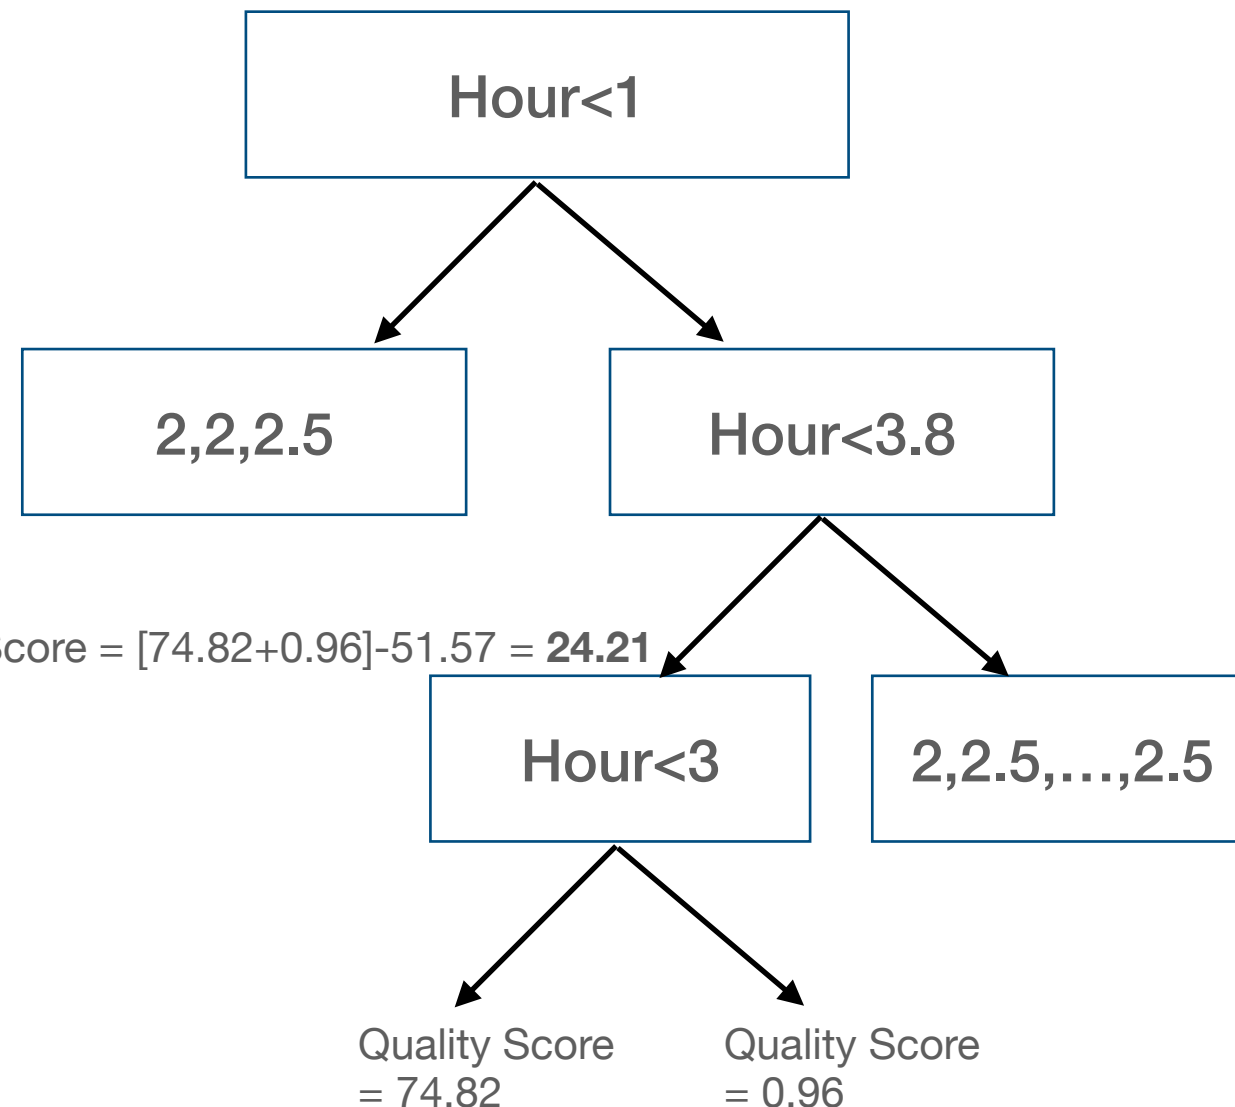 Hour<1
2,2,2.5
Hour<3.8
core = [74.82+0.96]-51.57 = 24.21
Hour<3
2,2.5,...,2.5
Quality Score
= 74.82
Quality Score
= 0.96